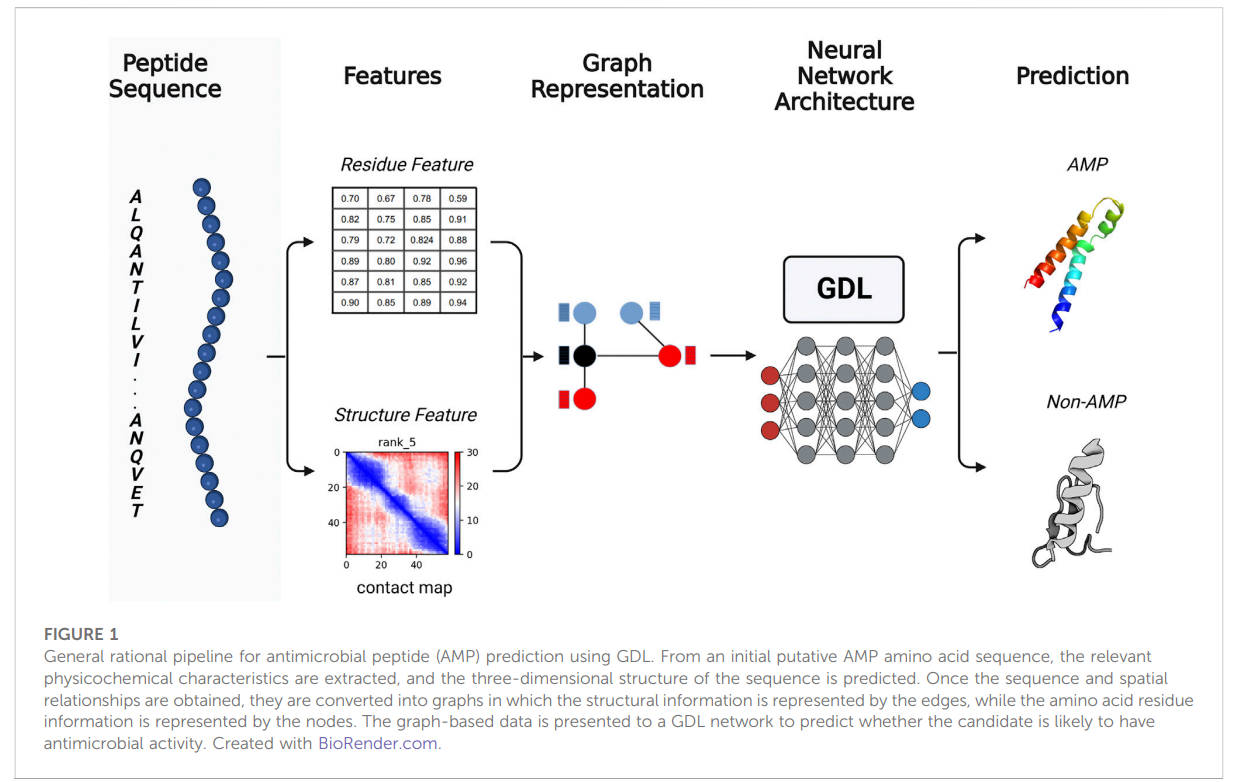 Peptide
Sequence
Features
Graph
Representation
Neural
Network
Architecture
Prediction
A
L
Q
A
N
T
I
L
V
I
.
.
.
A
N
Q
V
E
T
Residue Feature
0.70 0.67 0.78 0.59
0.82 0.75 0.85 0.91
0.79 0.72 0.824 0.88
0.89 0.80 0.92 0.96
0.87 0.81 0.85 0.92
0.90 0.85 0.89 0.94
Structure Feature
rank_5
0
20
40
0 20 40
30
20
10
0
contact map
GDL
AMP
Non-AMP
FIGURE 1
General rational pipeline for antimicrobial peptide (AMP) prediction using GDL. From an initial putative AMP amino acid sequence, the relevant
physicochemical characteristics are extracted, and the three-dimensional structure of the sequence is predicted. Once the sequence and spatial
relationships are obtained, they are converted into graphs in which the structural information is represented by the edges, while the amino acid residue
information is represented by the nodes. The graph-based data is presented to a GDL network to predict whether the candidate is likely to have
antimicrobial activity. Created with BioRender.com.